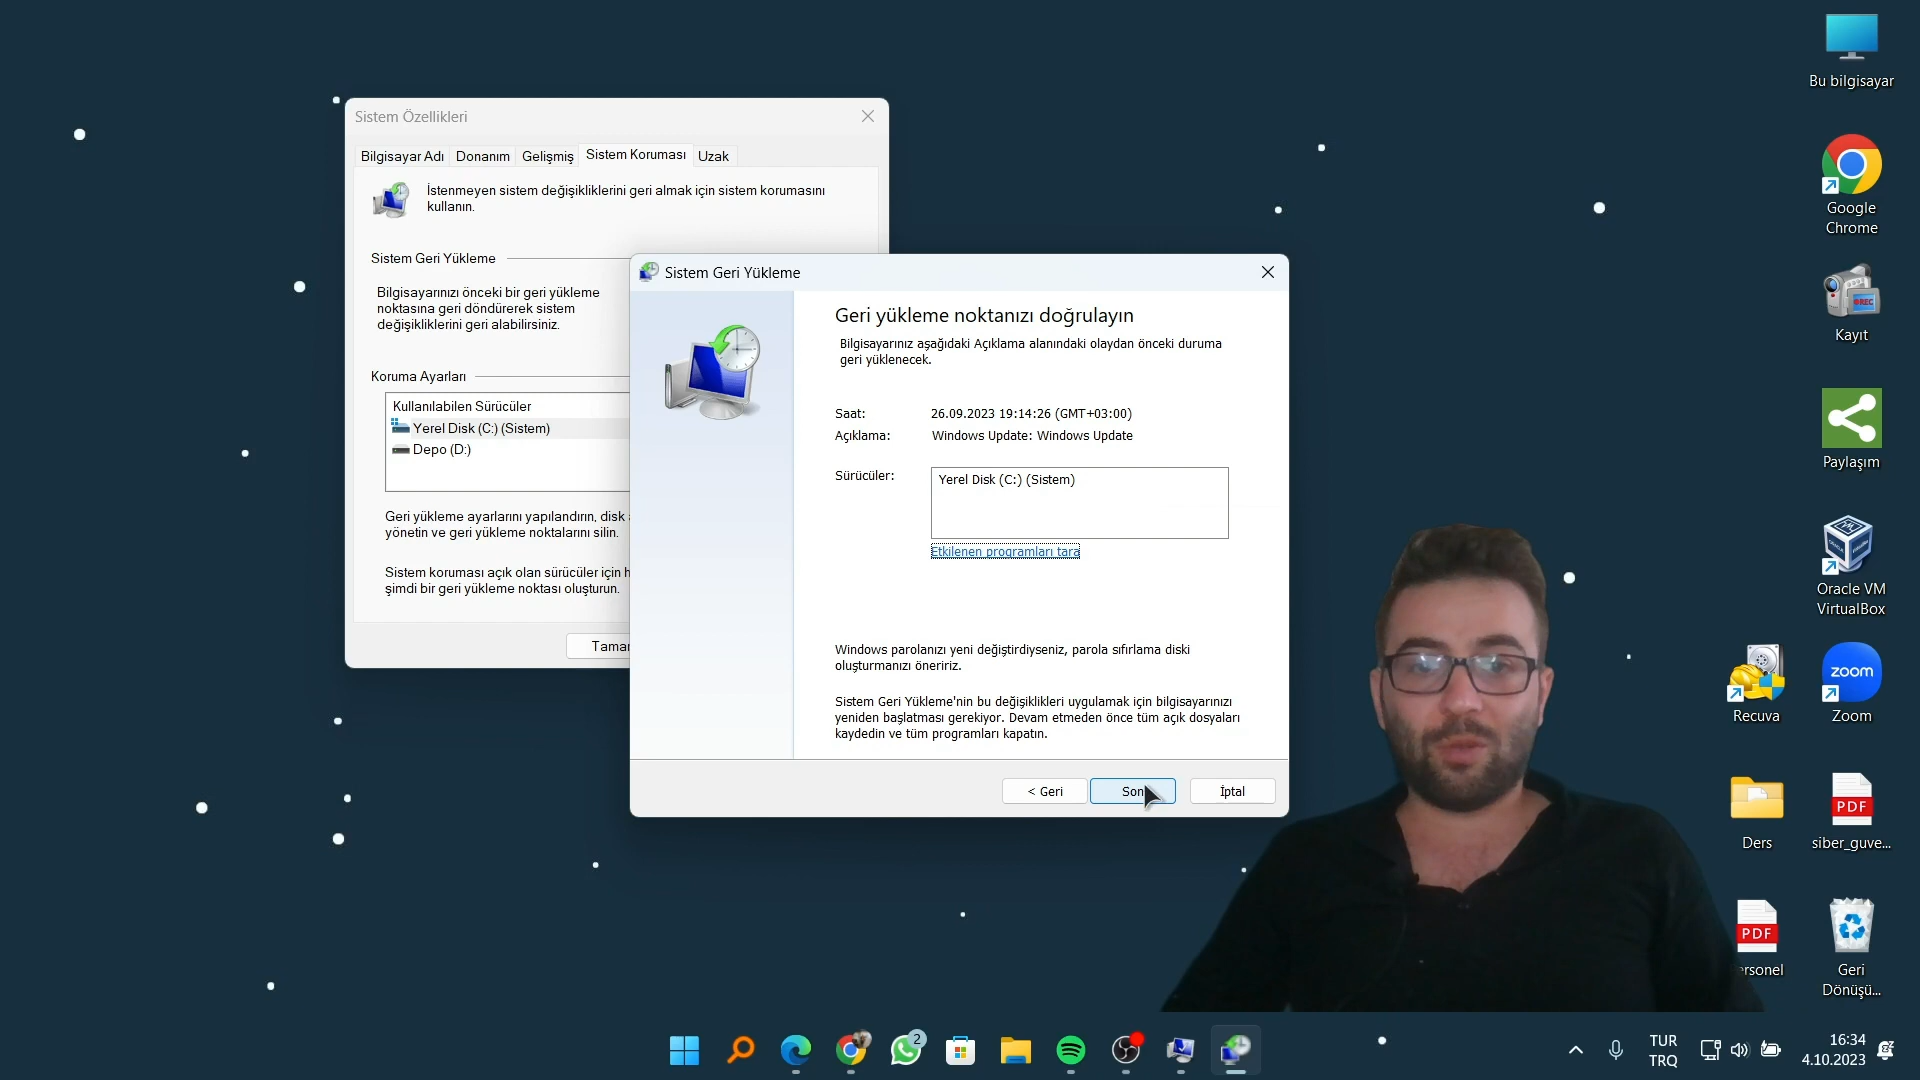 Bu bilgisayar
Google
Chrome
Kayıt
Paylaşım
Oracle VM
VirtualBox
Recuva
Zoom
zoom
Ders
PDF
siber_guve...
PDF
Geri
Dönüşü...
REC
Sistem Özellikleri
Bilgisayar Adı
Donanım
Gelişmiş
Sistem Koruması
Uzak
İstenmeyen sistem değişikliklerini geri almak için sistem korumasını
kullanın.
Sistem Geri Yükleme
Bilgisayarınızı önceki bir geri yükleme
noktasına geri döndürerek sistem
değişikliklerini geri alabilirsiniz.
Koruma Ayarları
Kullanılabilen Sürücüler
Yerel Disk (C:) (Sistem)
Depo (D:)
Geri yükleme ayarlarını yapılandırın, disk
yönetin ve geri yükleme noktalarını silin.
Sistem koruması açık olan sürücüler için
şimdi bir geri yükleme noktası oluşturun.
Sistem Geri Yükleme
Geri yükleme noktanızı doğrulayın
Bilgisayarınız aşağıdaki Açıklama alanındaki olaydan önceki duruma
geri yüklenecek.
Saat: 26.09.2023 19:14:26 (GMT+03:00)
Açıklama: Windows Update: Windows Update
Sürücüler: Yerel Disk (C:) (Sistem)
Etkilenen programları tara
Windows parolanızı yeni değiştirdiyseniz, parola sıfırlama diski
oluşturmanızı öneririz.
Sistem Geri Yükleme'nin bu değişiklikleri uygulamak için bilgisayarınızı
yeniden başlatması gerekiyor. Devam etmeden önce tüm açık dosyaları
kaydedin ve tüm programları kapatın.
< Geri
Son
İptal
2
TUR
TRQ
16:34
4.10.2023